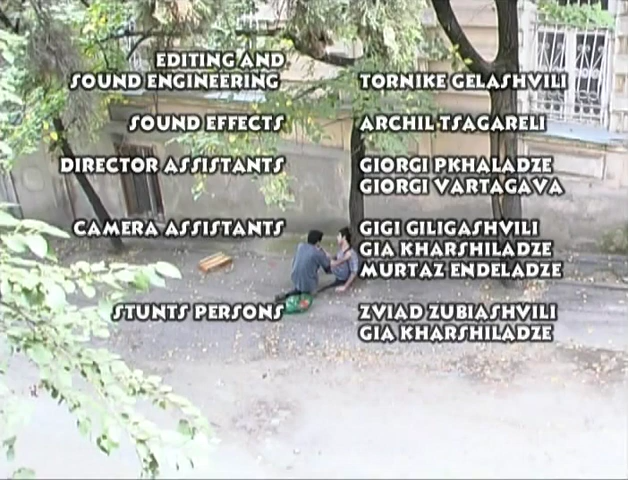 EDITING AND
SOUND ENGINEERING TORNIKE GELASHVILI
SOUND EFFECTS ARCHIL TSAGARELI
DIRECTOR ASSISTANTS GIORGI PKHALADZE
GIORGI VARTAGAVA
CAMERA ASSISTANTS GIGI GILIGASHVILI
GIA KHARSHILADZE
MURTAZ ENDELADZE
STUNTS PERSONS ZVIAD ZUBIASHVILI
GIA KHARSHILADZE